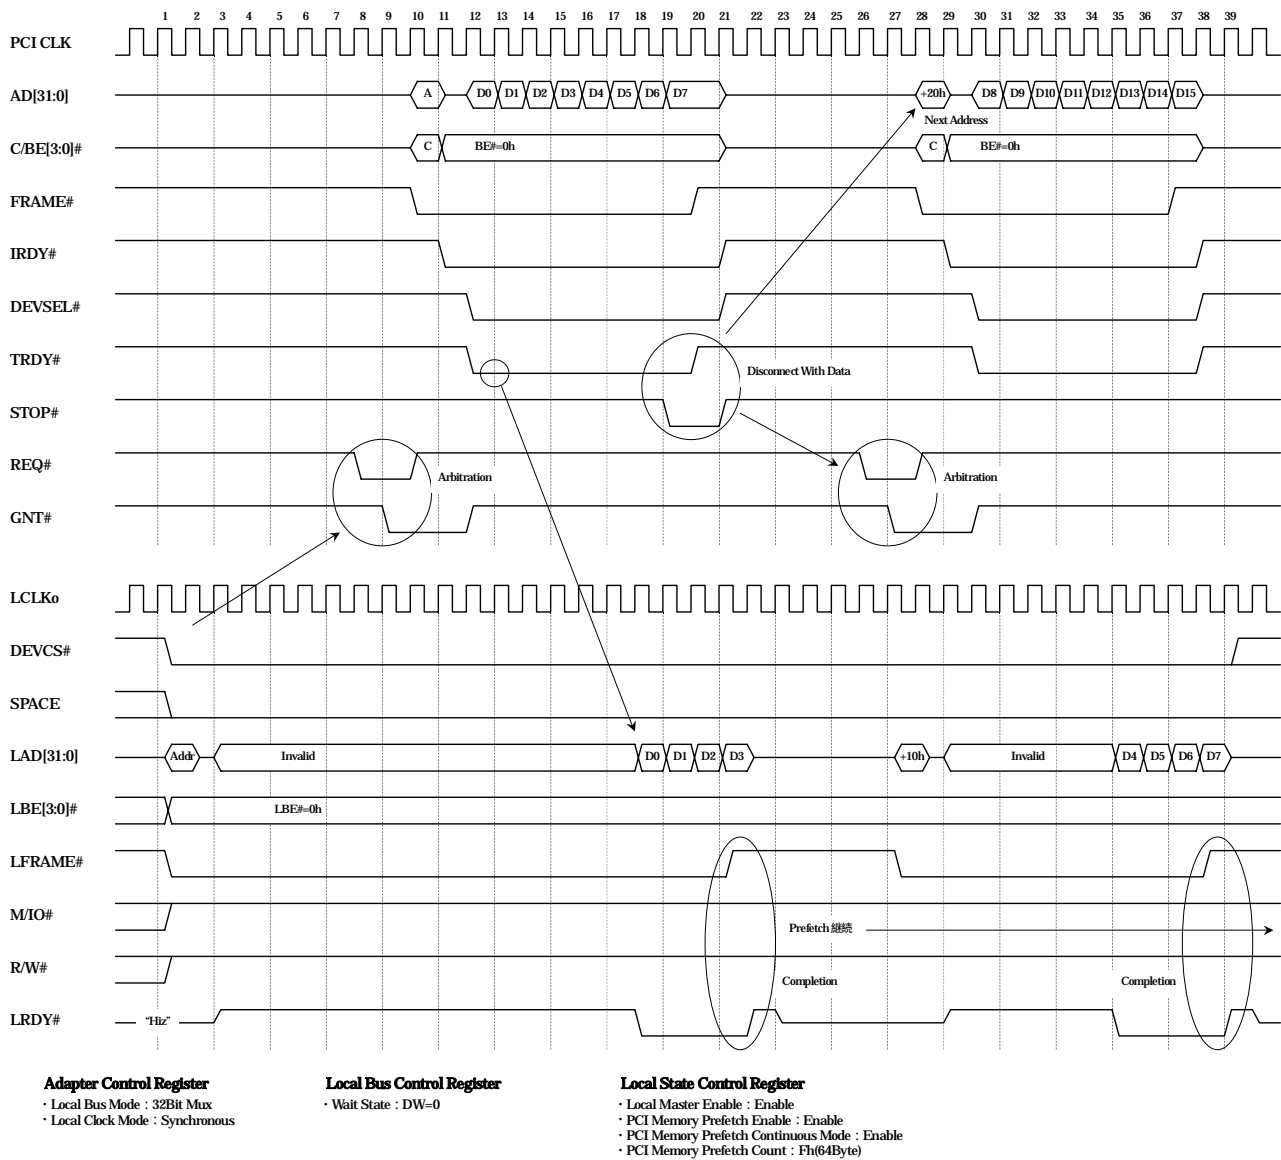 1 2 3 4 5 6 7 8 9 10 11 12 13 14 15 16 17 18 19 20 21 22 23 24 25 26 27 28 29 30 31 32 33 34 35 36 37 38 39
PCI CLK
AD[31:0] A D0 D1 D2 D3 D4 D5 D6 D7 +20h D8 D9 D10 D11 D12 D13 D14 D15
Next Address
C/BE[3:0]# C BE#=0h C BE#=0h
FRAME#
IRDY#
DEVSEL#
TRDY#
Disconnect With Data
STOP#
REQ#
Arbitration Arbitration
GNT#
LCLKo
DEVCS#
SPACE
LAD[31:0] Addr Invalid D0 D1 D2 D3 +10h Invalid D4 D5 D6 D7
LBE[3:0]# LBE#=0h
LFRAME#
M/IO#
Prefetch 継続
R/W#
Completion Completion
LRDY# "Hiz"
Adapter Control Register
・Local Bus Mode : 32Bit Mux
・Local Clock Mode : Synchronous
Local Bus Control Register
・Wait State : DW=0
Local State Control Register
・Local Master Enable : Enable
・PCI Memory Prefetch Enable : Enable
・PCI Memory Prefetch Continuous Mode : Enable
・PCI Memory Prefetch Count : Fh(64Byte)